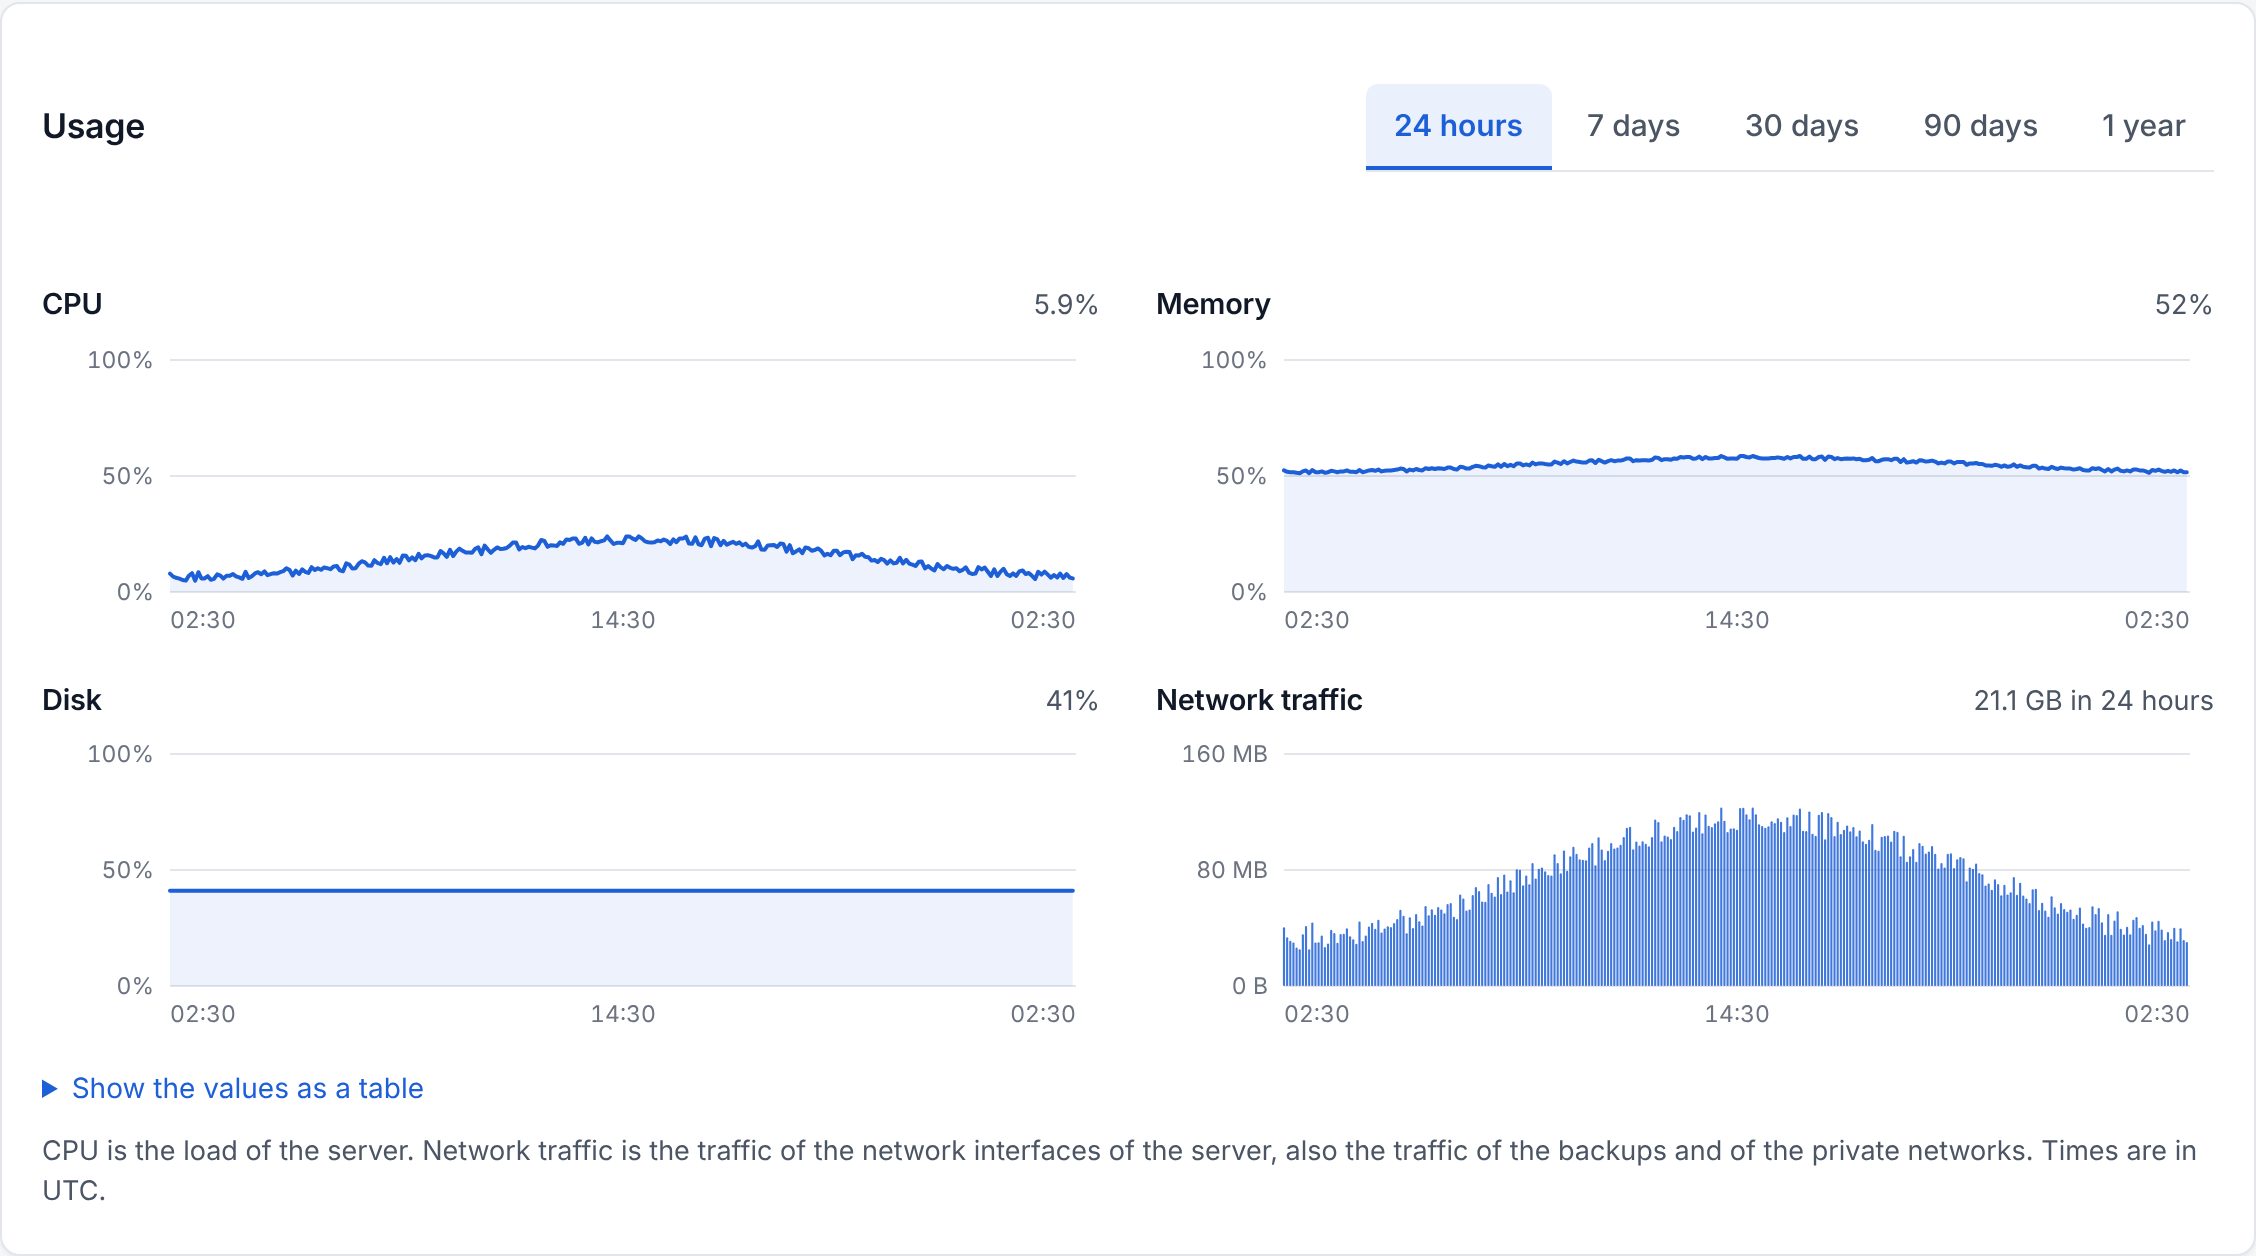 Usage
24 hours
7 days
30 days
90 days
1 year
CPU
5.9%
100%
50%
0%
02:30
14:30
02:30
Memory
52%
100%
50%
0%
02:30
14:30
02:30
Disk
41%
100%
50%
0%
02:30
14:30
02:30
Network traffic
21.1 GB in 24 hours
160 MB
80 MB
0 B
02:30
14:30
02:30
Show the values as a table
CPU is the load of the server. Network traffic is the traffic of the network interfaces of the server, also the traffic of the backups and of the private networks. Times are in
UTC.